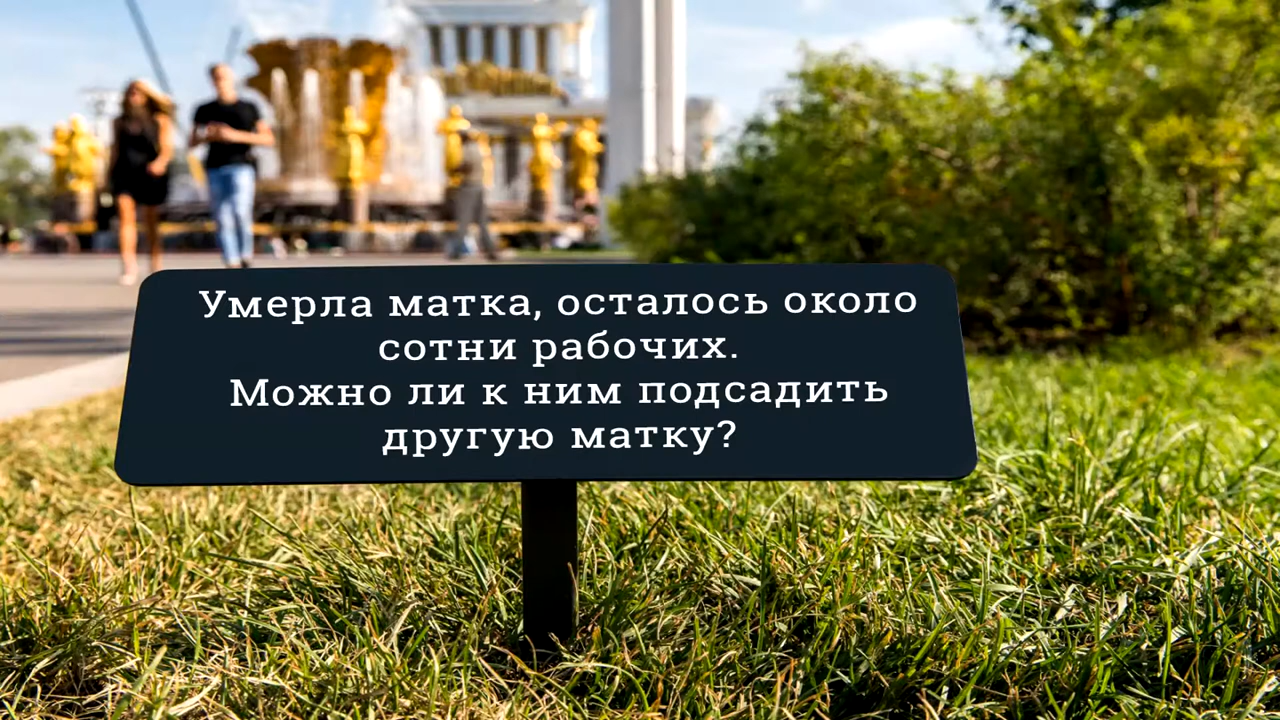 Умерла матка, осталось около
сотни рабочих.
Можно ли к ним подсадить
другую матку?